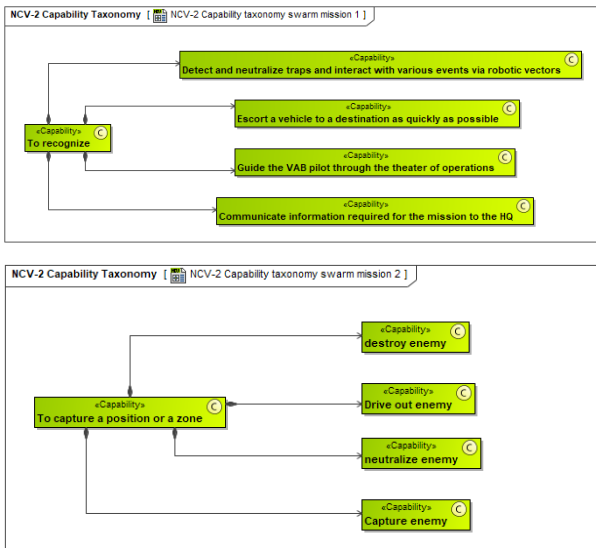 NCV-2 Capability Taxonomy [ NCV-2 Capability taxonomy swarm mission 1 ]
«Capability»
Detect and neutralize traps and interact with various events via robotic vectors
C
«Capability»
Escort a vehicle to a destination as quickly as possible
C
«Capability»
To recognize
C
«Capability»
Guide the VAB pilot through the theater of operations
C
«Capability»
Communicate information required for the mission to the HQ
C
NCV-2 Capability Taxonomy [ NCV-2 Capability taxonomy swarm mission 2 ]
«Capability»
destroy enemy
C
«Capability»
To capture a position or a zone
C
«Capability»
Drive out enemy
C
«Capability»
neutralize enemy
C
«Capability»
Capture enemy
C